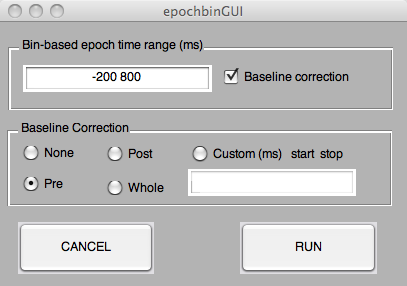 epochbinGUI
Bin-based epoch time range (ms)
-200 800
Baseline correction
Baseline Correction
None
Post
Custom (ms) start stop
Pre
Whole
CANCEL
RUN